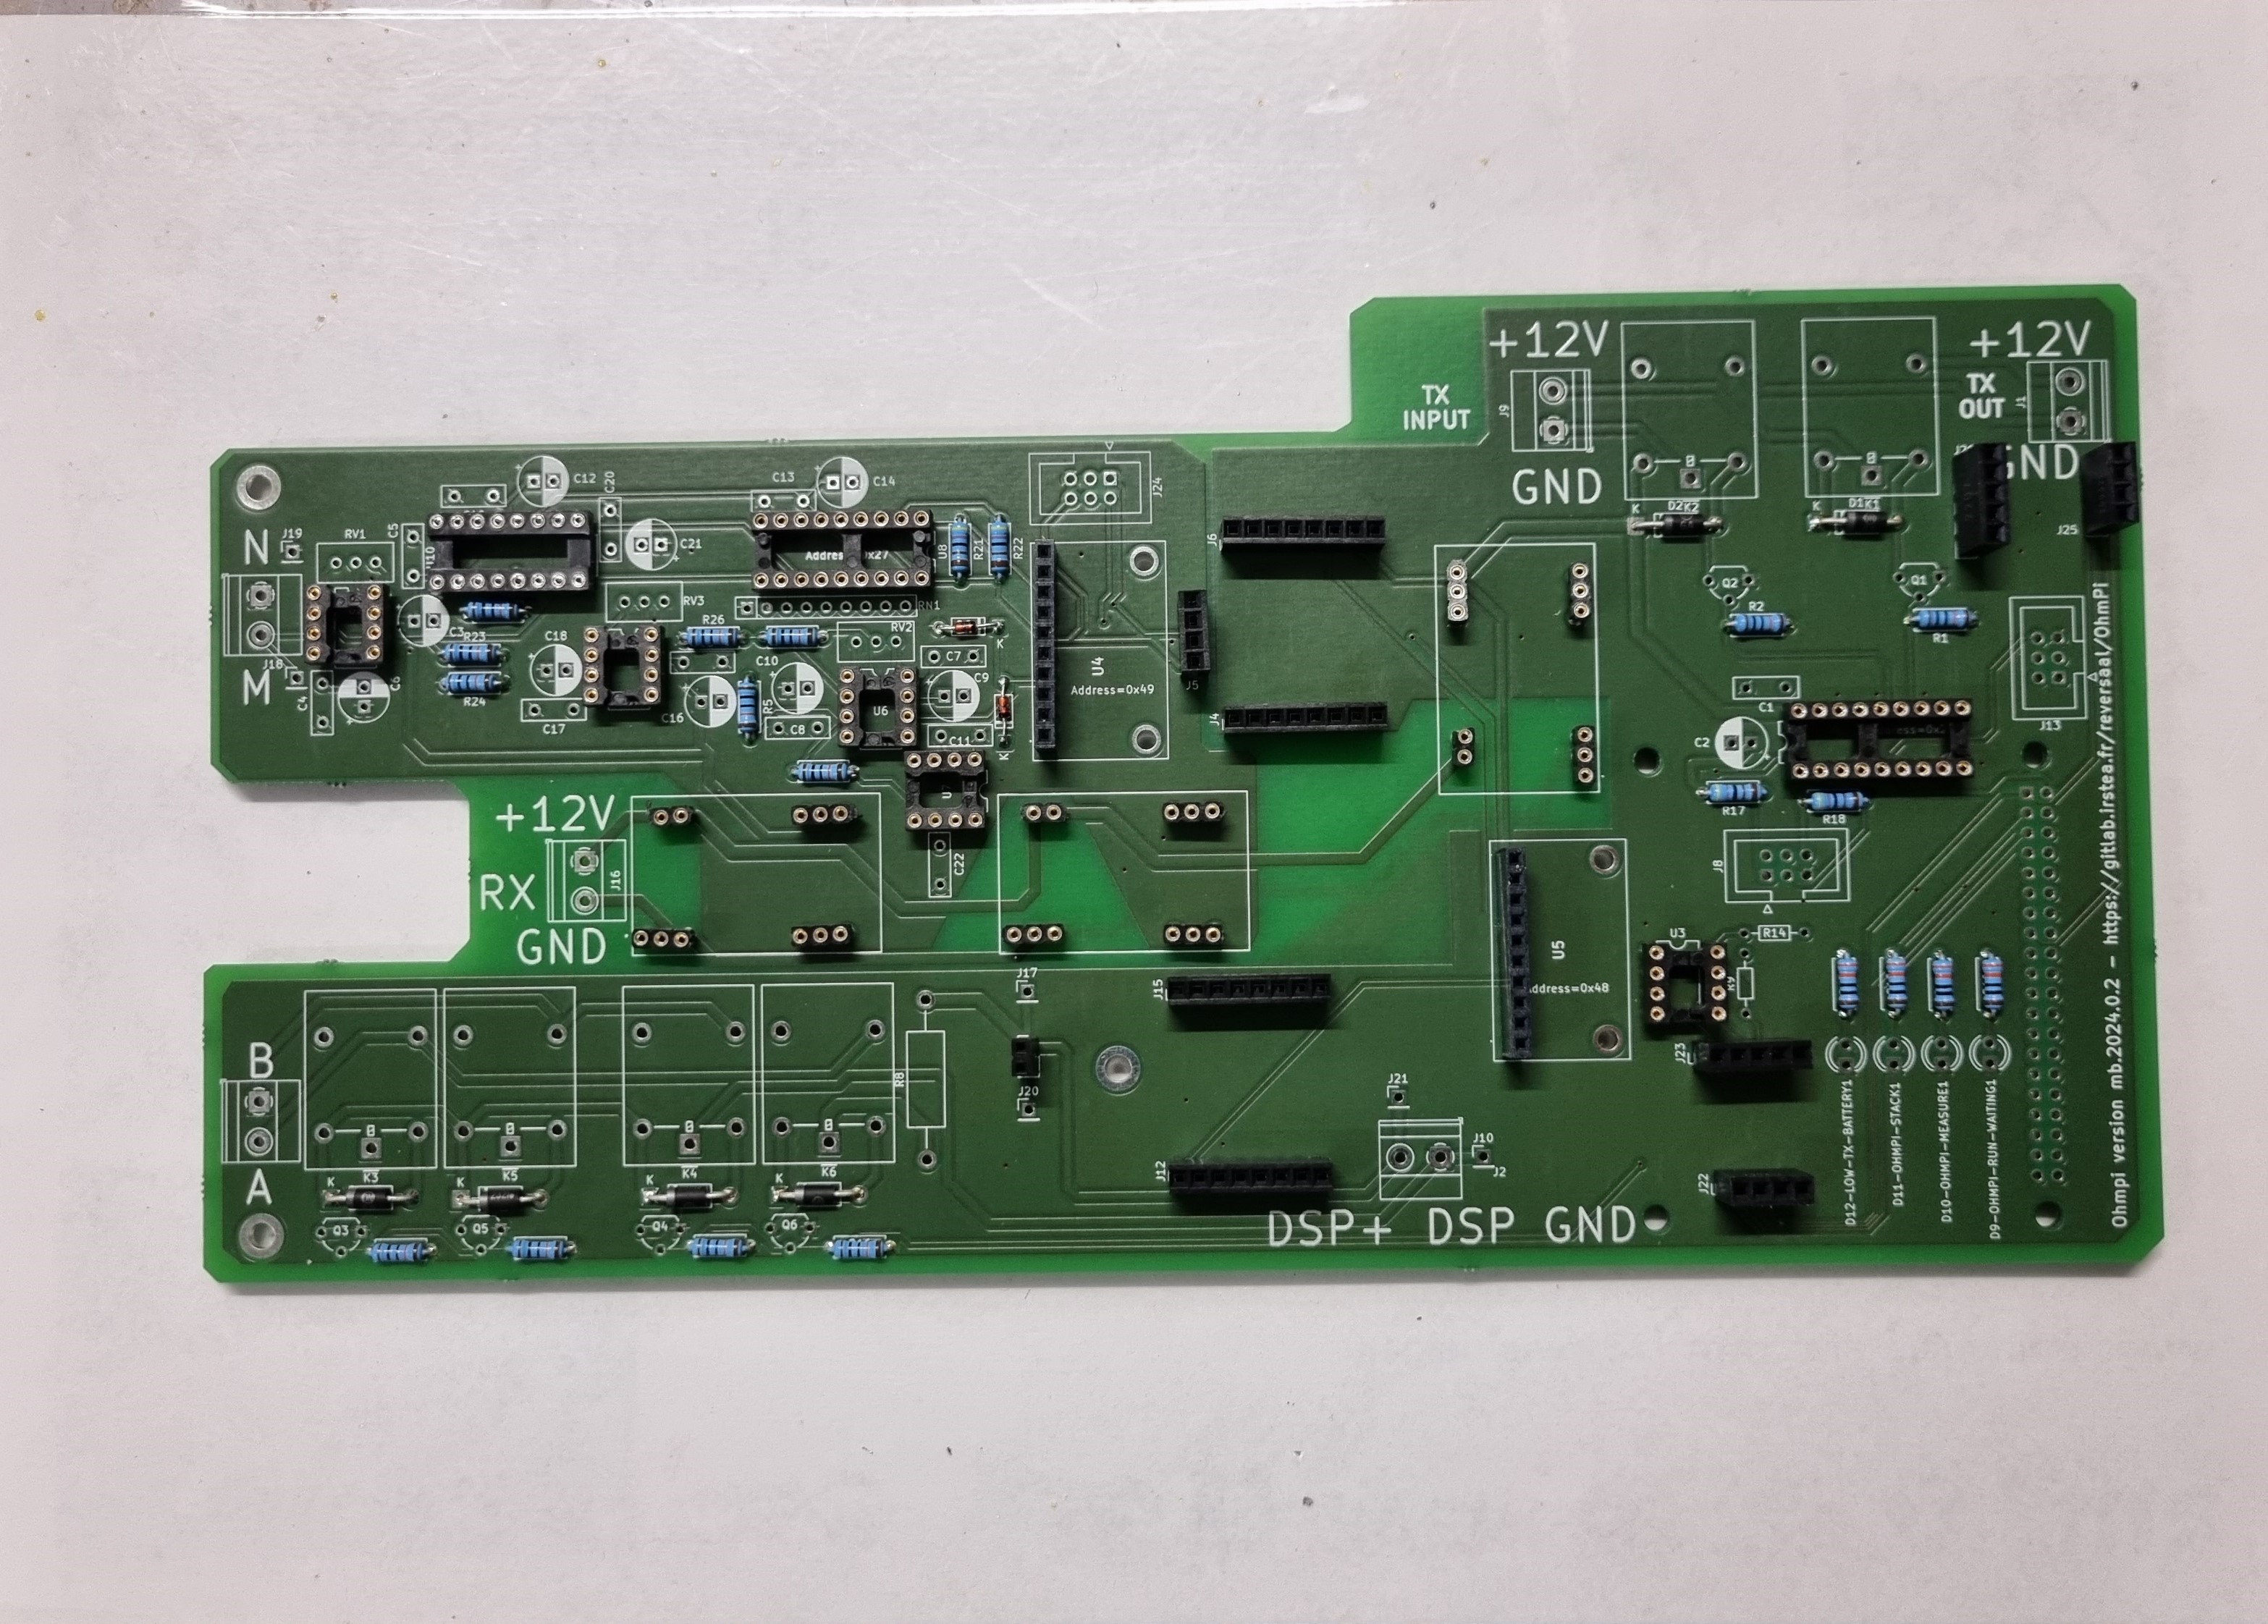 +12V
+12V
TX
INPUT
J9
TX
OUT
J1
GND
GND
J25
C12
C20
C13
C14
J24
N
J19
RV1
C5
C21
Addre
x27
U8
R21
R22
J6
K
D2
K2
K
D1
K1
Q2
Q1
R2
R1
RV3
RN1
C3
R23
C18
R26
RV2
K
C10
C7
U4
Address=0x49
J5
J18
M
C4
C6
R24
C17
C16
R5
C8
U6
C9
C11
K
J4
C1
C2
J13
R17
R18
+12V
RX
GND
J16
U7
C22
J8
U5
ddress=0x48
U3
R14
R9
J17
J15
J20
J23
B
A
R8
J21
J10
J2
J12
J22
K
K3
K
K5
K
K4
K
K6
Q3
Q5
Q4
Q6
DSP+ DSP GND
D12-LOW-TX-BATTERY1
D11-OHMPI-STACK1
D10-OHMPI-MEASURE1
D9-OHMPI-RUN-WAITING1
Ohmpi version mb.2024.0.2 - https://gitlab.irstea.fr/reversaal/OhmPi